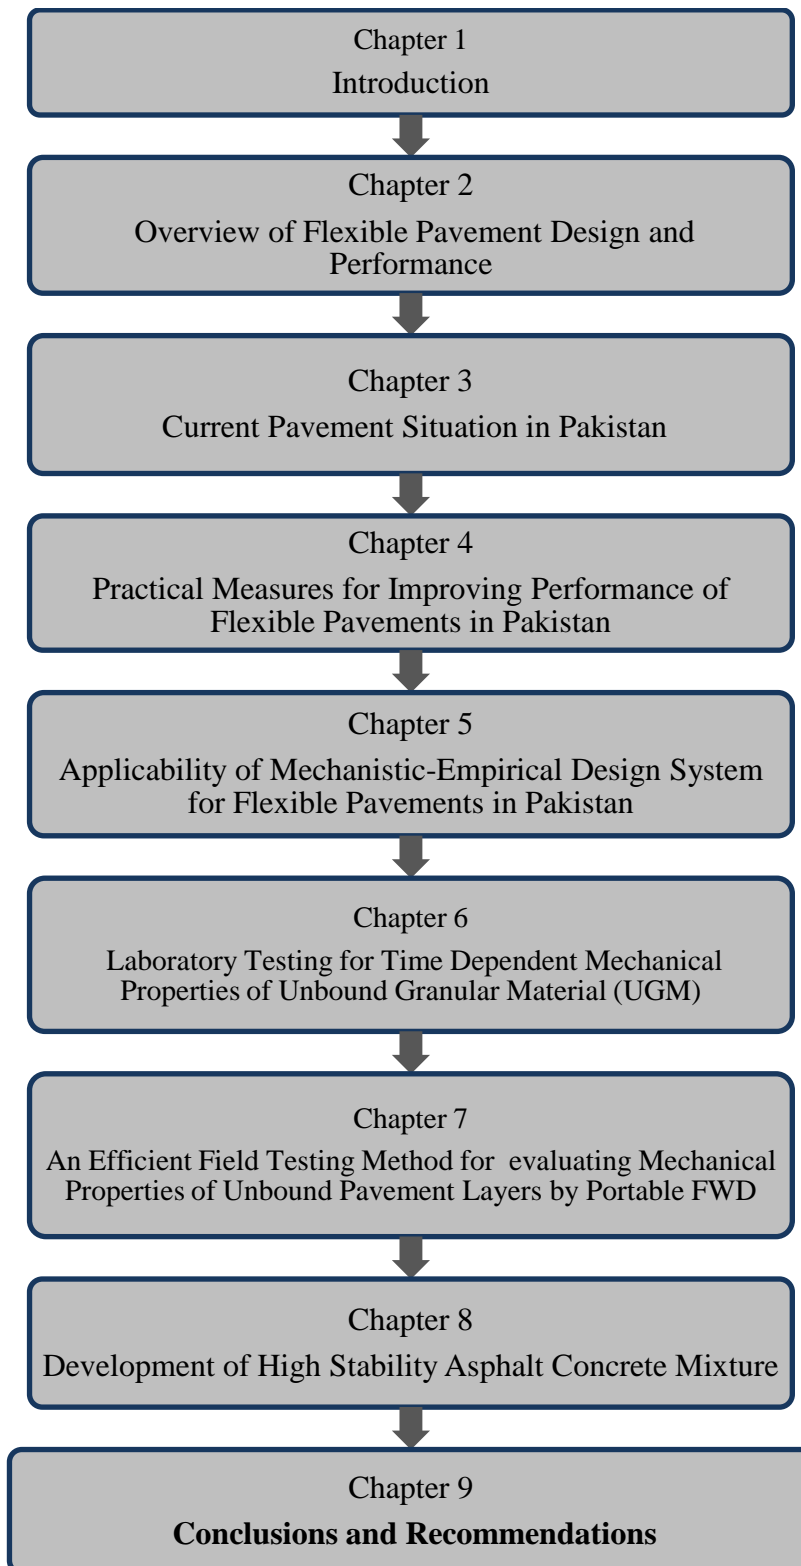 Chapter 1
Introduction
Chapter 2
Overview of Flexible Pavement Design and
Performance
Chapter 3
Current Pavement Situation in Pakistan
Chapter 4
Practical Measures for Improving Performance of
Flexible Pavements in Pakistan
Chapter 5
Applicability of Mechanistic-Empirical Design System
for Flexible Pavements in Pakistan
Chapter 6
Laboratory Testing for Time Dependent Mechanical
Properties of Unbound Granular Material (UGM)
Chapter 7
An Efficient Field Testing Method for evaluating Mechanical
Properties of Unbound Pavement Layers by Portable FWD
Chapter 8
Development of High Stability Asphalt Concrete Mixture
Chapter 9
Conclusions and Recommendations